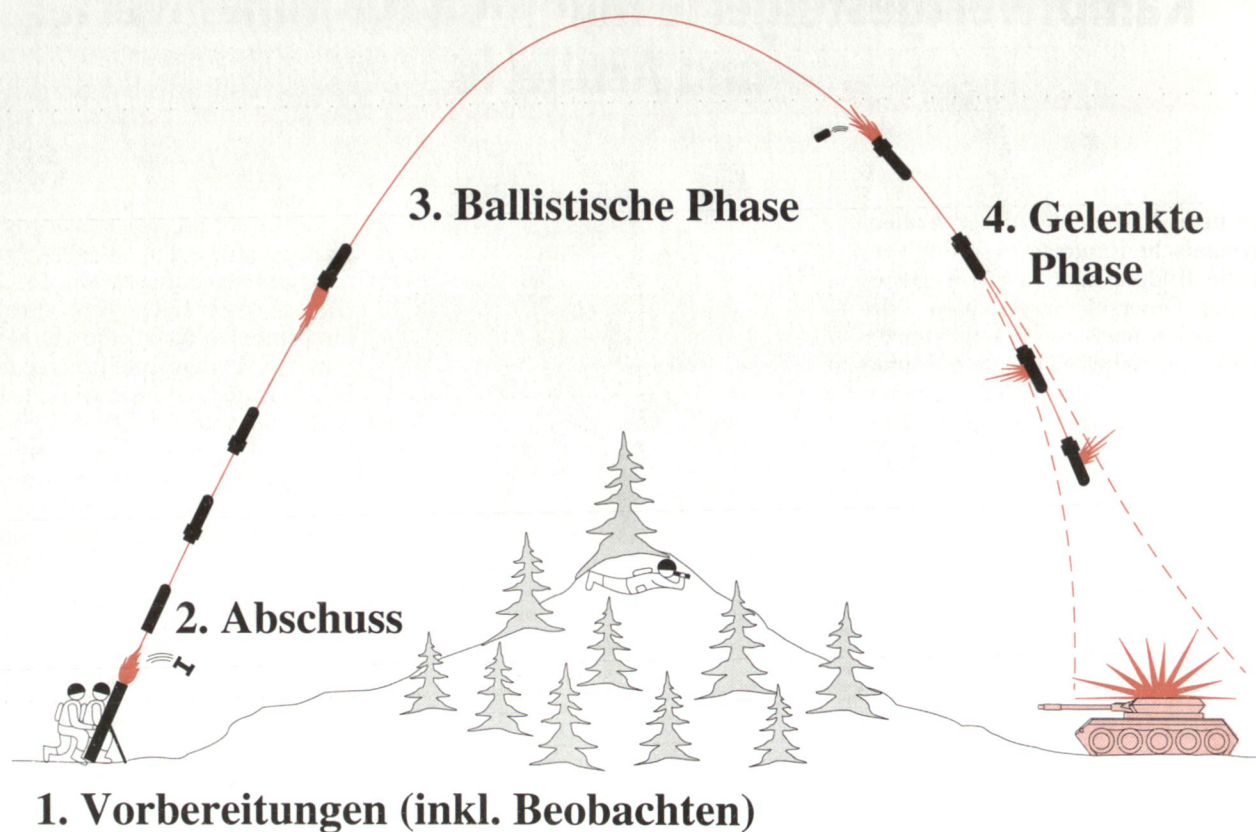 3. Ballistische Phase
4. Gelenkte
Phase
2. Abschuss
1. Vorbereitungen (inkl. Beobachten)